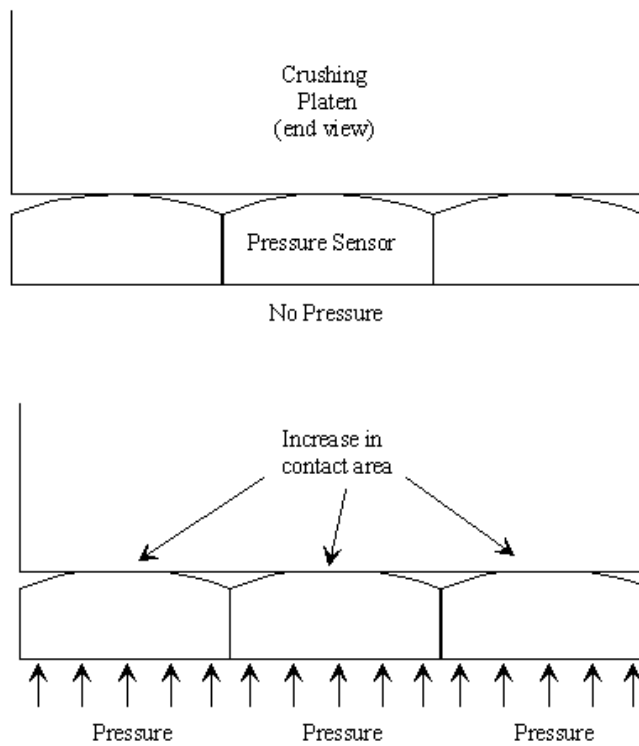 Crushing
Platen
(end view)
Pressure Sensor
No Pressure
Increase in
contact area
Pressure
Pressure
Pressure